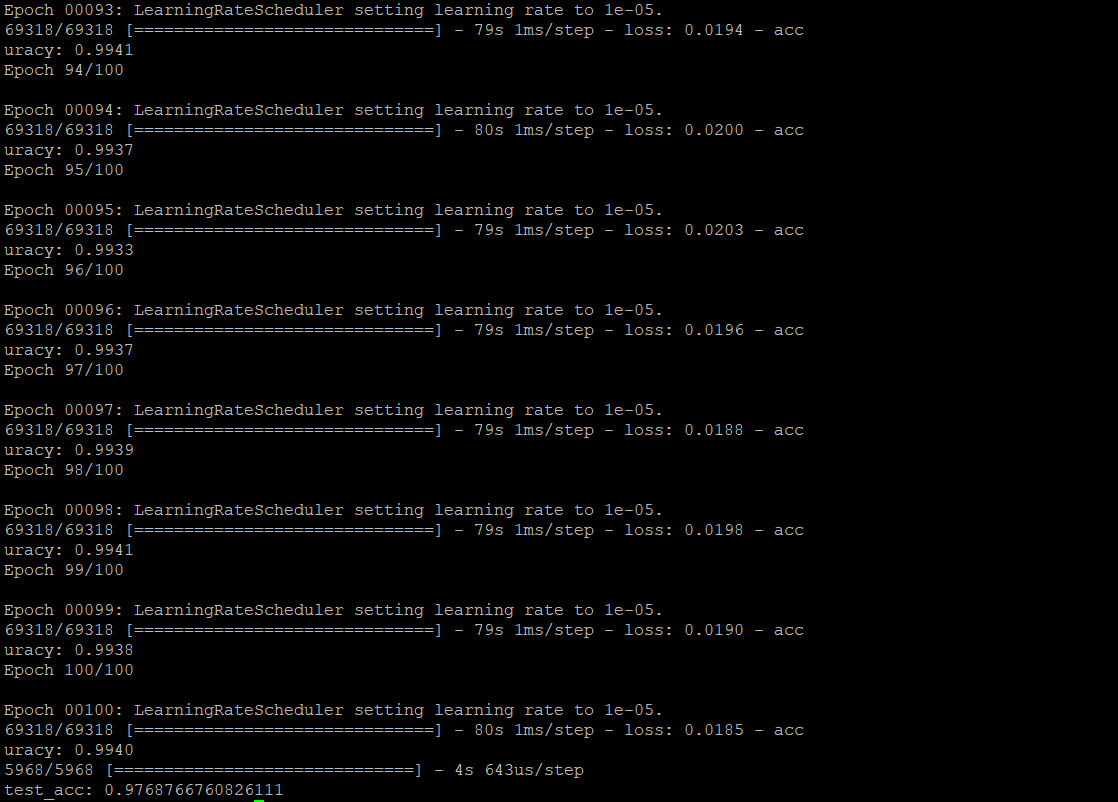 Epoch 00093: LearningRateScheduler setting learning rate to 1e-05.
69318/69318 [==============================] - 79s 1ms/step - loss: 0.0194 - acc
uracy: 0.9941
Epoch 94/100
Epoch 00094: LearningRateScheduler setting learning rate to 1e-05.
69318/69318 [==============================] - 80s 1ms/step - loss: 0.0200 - acc
uracy: 0.9937
Epoch 95/100
Epoch 00095: LearningRateScheduler setting learning rate to 1e-05.
69318/69318 [==============================] - 79s 1ms/step - loss: 0.0203 - acc
uracy: 0.9933
Epoch 96/100
Epoch 00096: LearningRateScheduler setting learning rate to 1e-05.
69318/69318 [==============================] - 79s 1ms/step - loss: 0.0196 - acc
uracy: 0.9937
Epoch 97/100
Epoch 00097: LearningRateScheduler setting learning rate to 1e-05.
69318/69318 [==============================] - 79s 1ms/step - loss: 0.0188 - acc
uracy: 0.9939
Epoch 98/100
Epoch 00098: LearningRateScheduler setting learning rate to 1e-05.
69318/69318 [==============================] - 79s 1ms/step - loss: 0.0198 - acc
uracy: 0.9941
Epoch 99/100
Epoch 00099: LearningRateScheduler setting learning rate to 1e-05.
69318/69318 [==============================] - 79s 1ms/step - loss: 0.0190 - acc
uracy: 0.9938
Epoch 100/100
Epoch 00100: LearningRateScheduler setting learning rate to 1e-05.
69318/69318 [==============================] - 80s 1ms/step - loss: 0.0185 - acc
uracy: 0.9940
5968/5968 [==============================] - 4s 643us/step
test_acc: 0.9768766760826111